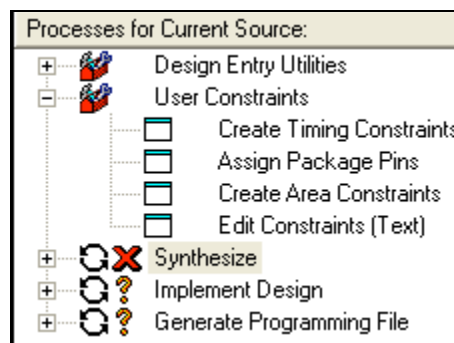 Processes for Current Source:
Design Entry Utilities
User Constraints
Create Timing Constraints
Assign Package Pins
Create Area Constraints
Edit Constraints (Text)
Synthesize
Implement Design
Generate Programming File